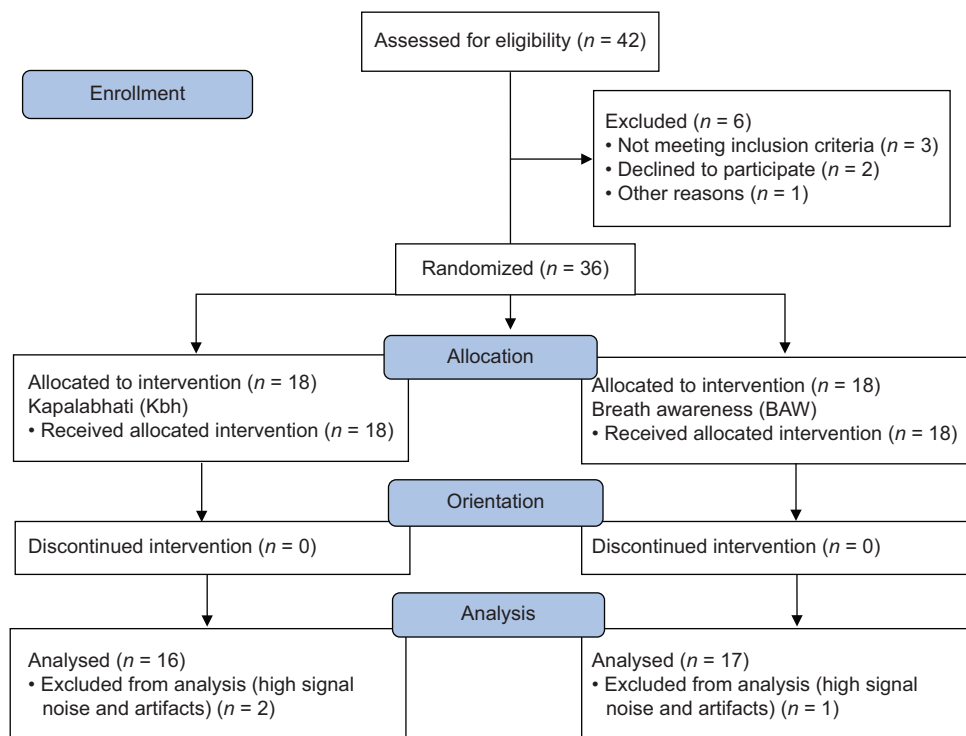 Assessed for eligibility (n = 42)
Enrollment
Excluded (n = 6)
• Not meeting inclusion criteria (n = 3)
• Declined to participate (n = 2)
• Other reasons (n = 1)
Randomized (n = 36)
Allocation
Allocated to intervention (n = 18)
Kapalabhati (Kbh)
• Received allocated intervention (n = 18)
Allocated to intervention (n = 18)
Breath awareness (BAW)
• Received allocated intervention (n = 18)
Orientation
Discontinued intervention (n = 0)
Discontinued intervention (n = 0)
Analysis
Analysed (n = 16)
• Excluded from analysis (high signal
noise and artifacts) (n = 2)
Analysed (n = 17)
• Excluded from analysis (high signal
noise and artifacts) (n = 1)